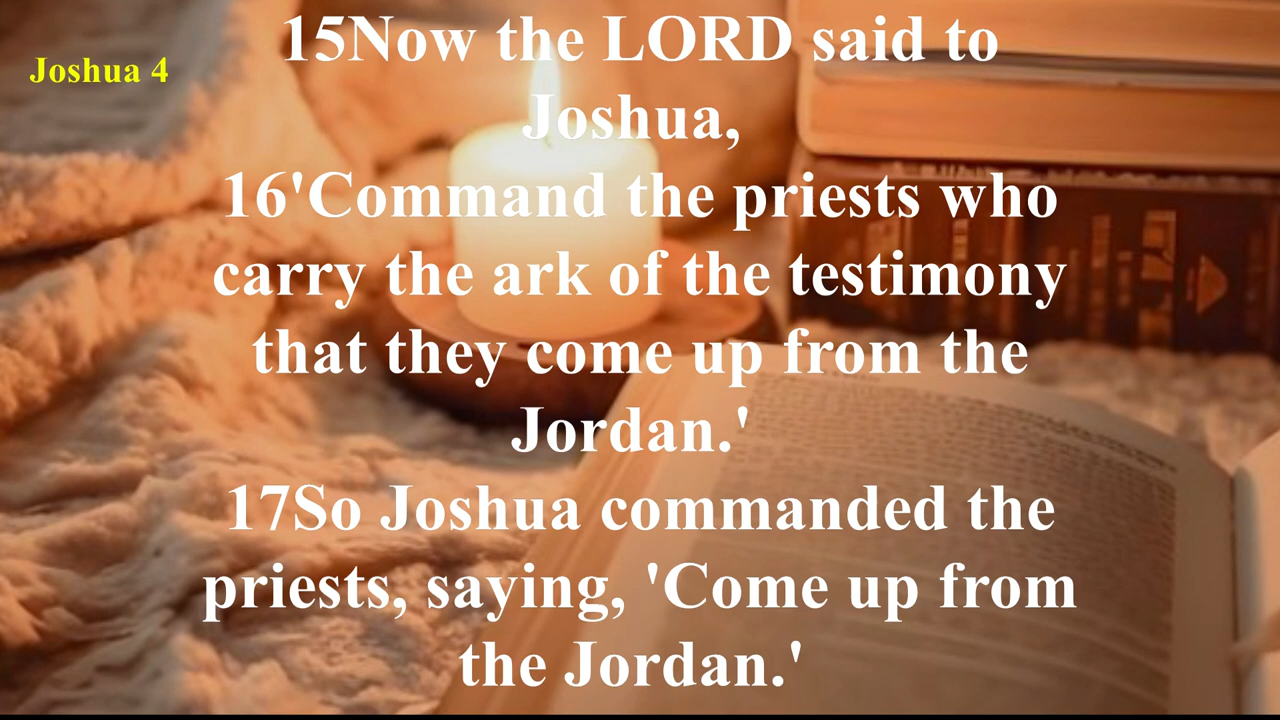 Joshua 4
15Now the LORD said to
Joshua,
16'Command the priests who
carry the ark of the testimony
that they come up from the
Jordan.'
17So Joshua commanded the
priests, saying, 'Come up from
the Jordan.'